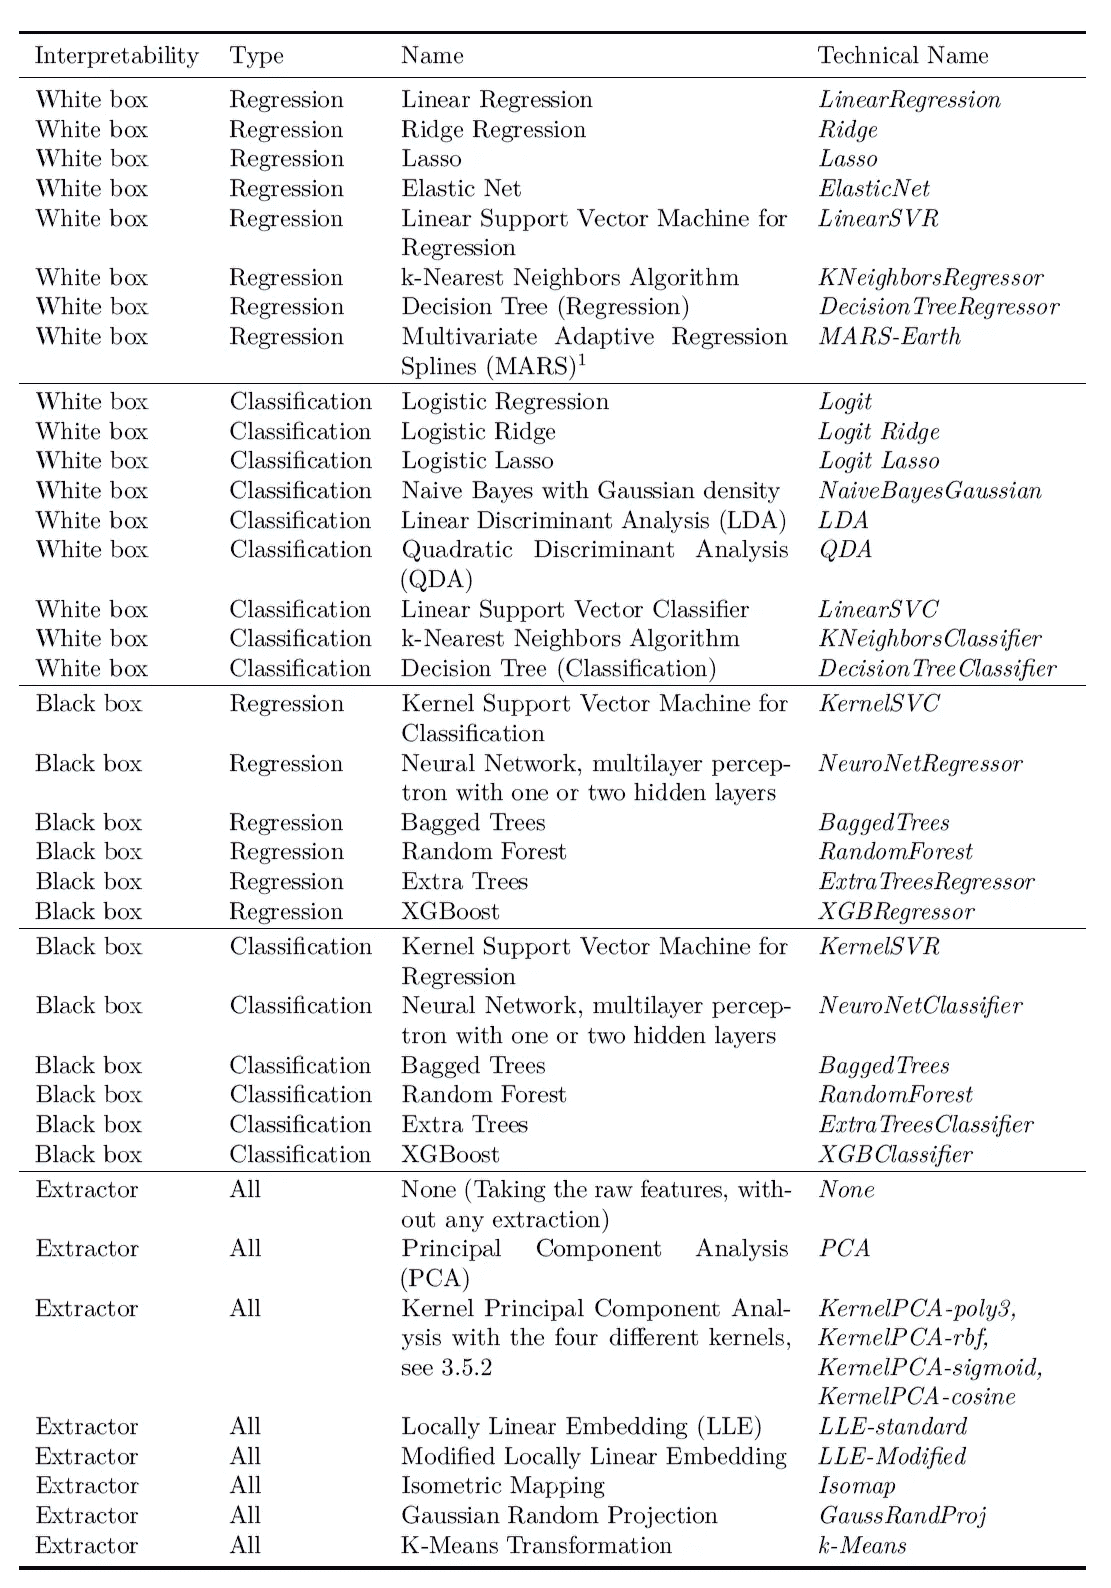 Interpretability Type Name Technical Name
White box Regression Linear Regression LinearRegression
White box Regression Ridge Regression Ridge
White box Regression Lasso Lasso
White box Regression Elastic Net ElasticNet
White box Regression Linear Support Vector Machine for LinearSVR
Regression
White box Regression k-Nearest Neighbors Algorithm KNeighborsRegressor
White box Regression Decision Tree (Regression) DecisionTreeRegressor
White box Regression Multivariate Adaptive Regression MARS-Earth
Splines (MARS)¹
White box Classification Logistic Regression Logit
White box Classification Logistic Ridge Logit Ridge
White box Classification Logistic Lasso Logit Lasso
White box Classification Naive Bayes with Gaussian density NaiveBayesGaussian
White box Classification Linear Discriminant Analysis (LDA) LDA
White box Classification Quadratic Discriminant Analysis QDA
(QDA)
White box Classification Linear Support Vector Classifier LinearSVC
White box Classification k-Nearest Neighbors Algorithm KNeighborsClassifier
White box Classification Decision Tree (Classification) DecisionTreeClassifier
Black box Regression Kernel Support Vector Machine for KernelSVC
Classification
Black box Regression Neural Network, multilayer percep- NeuroNetRegressor
tron with one or two hidden layers
Black box Regression Bagged Trees BaggedTrees
Black box Regression Random Forest RandomForest
Black box Regression Extra Trees ExtraTreesRegressor
Black box Regression XGBoost XGBRegressor
Black box Classification Kernel Support Vector Machine for KernelSVR
Regression
Black box Classification Neural Network, multilayer percep- NeuroNetClassifier
tron with one or two hidden layers
Black box Classification Bagged Trees BaggedTrees
Black box Classification Random Forest RandomForest
Black box Classification Extra Trees ExtraTreesClassifier
Black box Classification XGBoost XGBClassifier
Extractor All None (Taking the raw features, with- None
out any extraction)
Extractor All Principal Component Analysis PCA
(PCA)
Extractor All Kernel Principal Component Anal- KernelPCA-poly3,
ysis with the four different kernels, KernelPCA-rbf,
see 3.5.2 KernelPCA-sigmoid,
KernelPCA-cosine
Extractor All Locally Linear Embedding (LLE) LLE-standard
Extractor All Modified Locally Linear Embedding LLE-Modified
Extractor All Isometric Mapping Isomap
Extractor All Gaussian Random Projection GaussRandProj
Extractor All K-Means Transformation k-Means